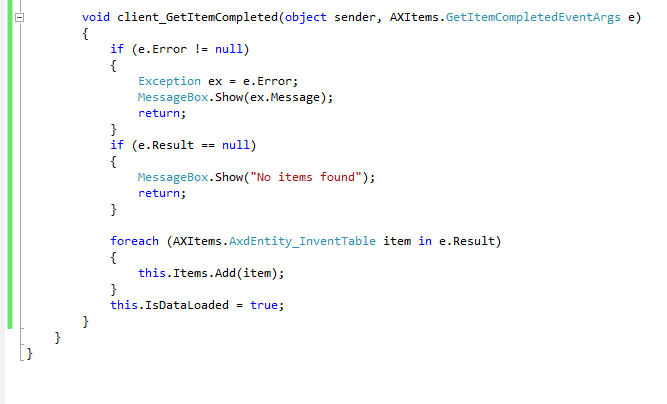 void client_GetItemCompleted(object sender, AXItems.GetItemCompletedEventArgs e)
{
if (e.Error != null)
{
Exception ex = e.Error;
MessageBox.Show(ex.Message);
return;
}
if (e.Result == null)
{
MessageBox.Show("No items found");
return;
}
foreach (AXItems.AxdEntity_InventTable item in e.Result)
{
this.Items.Add(item);
}
this.IsDataLoaded = true;
}
}
}